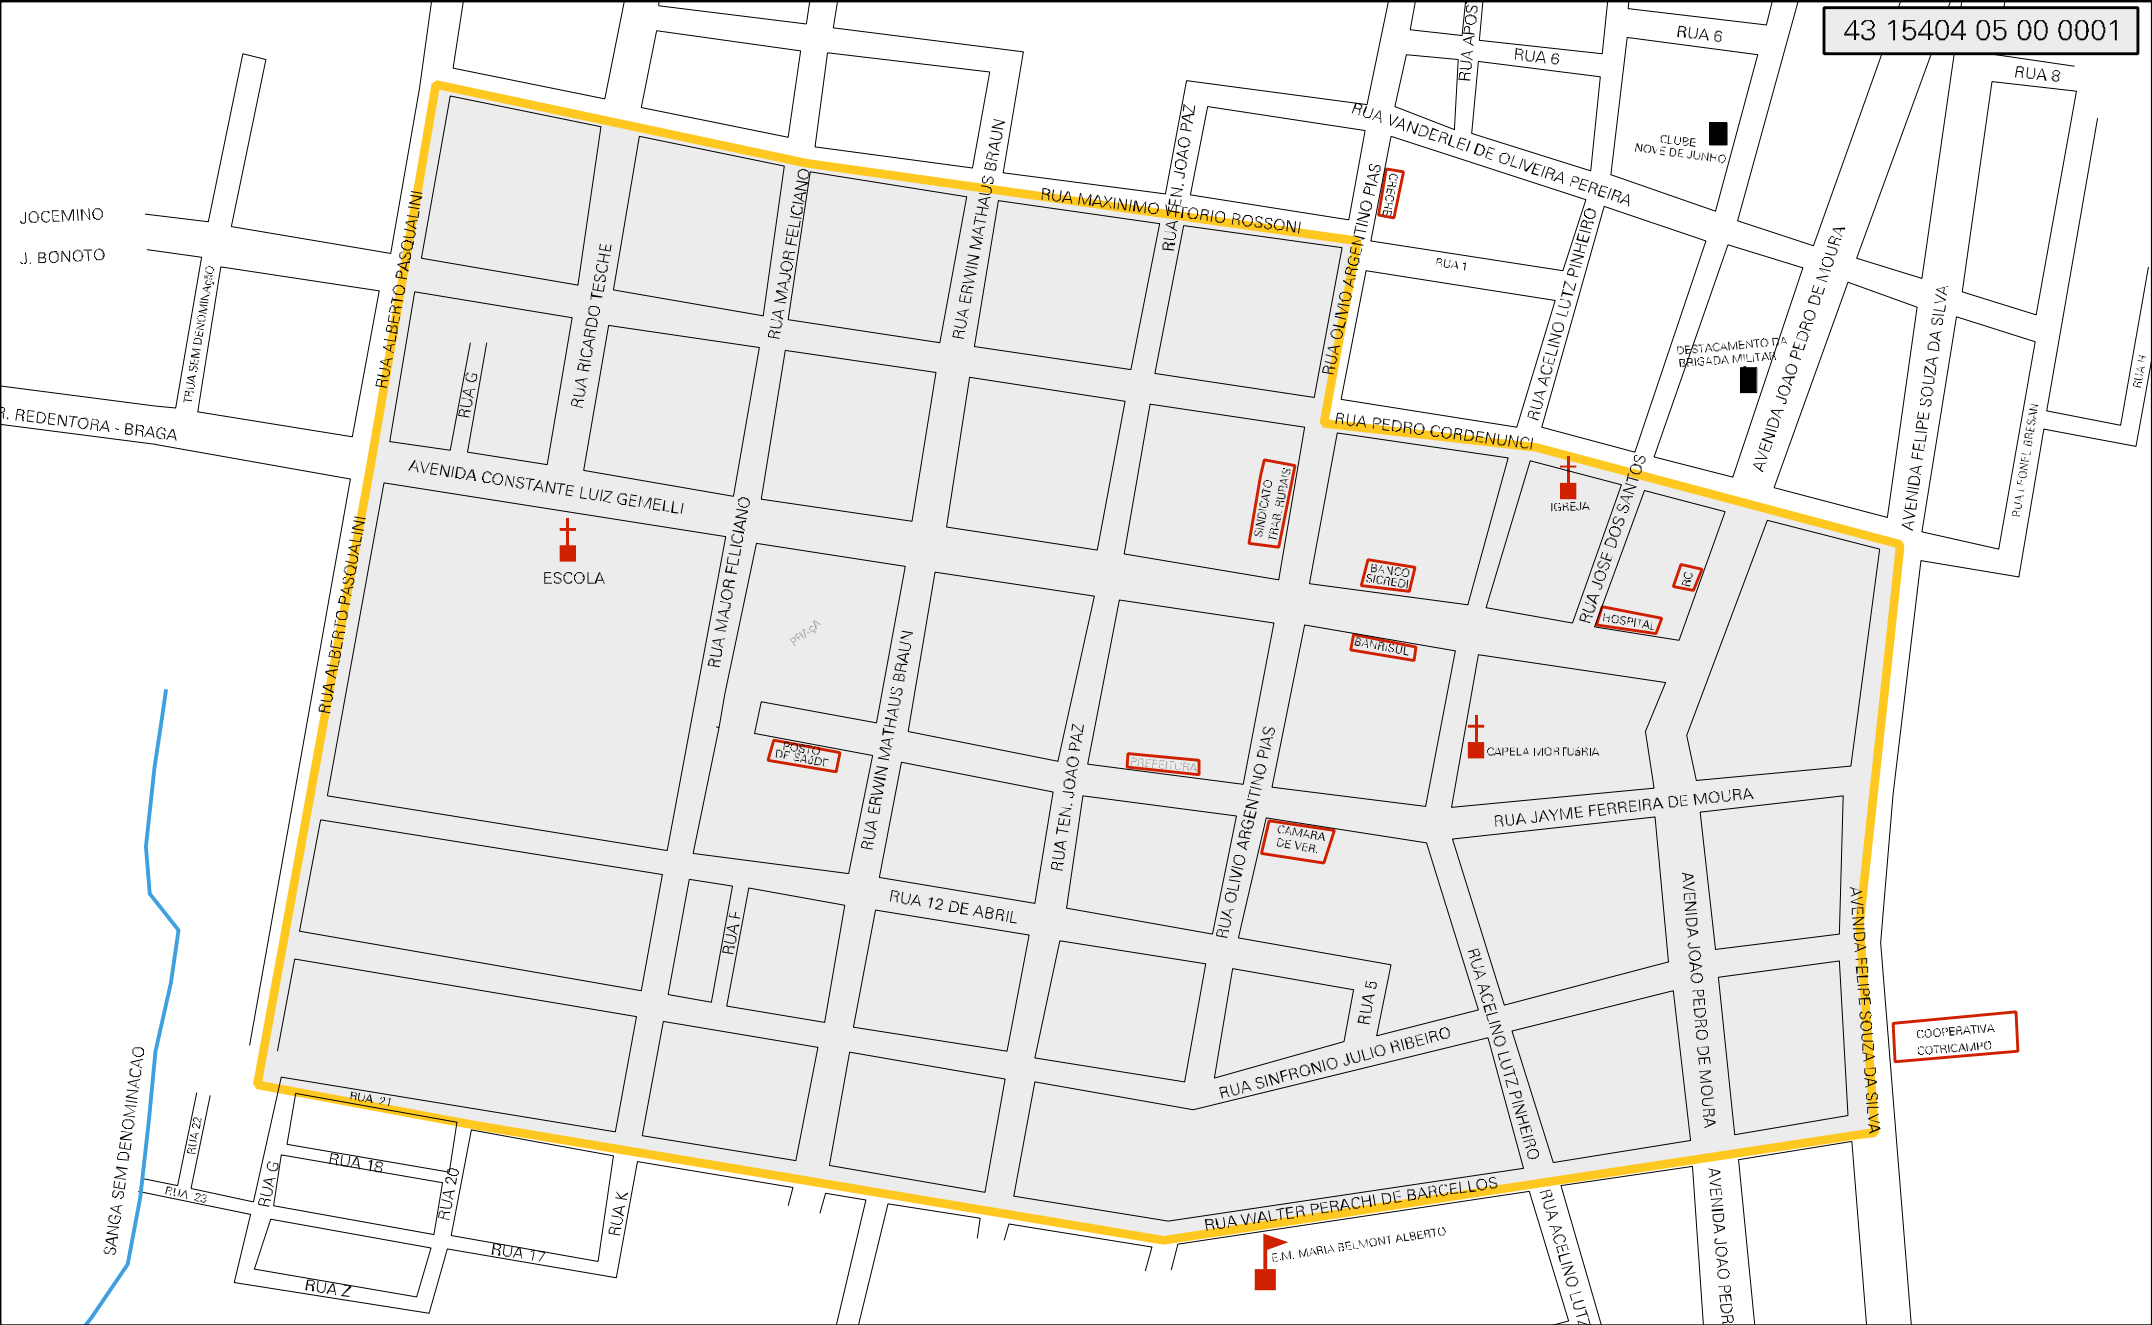 43 15404 05 00 0001
RUA APOS
RUA 6
RUA 6
RUA 8
RUA VANDERLEI DE OLIVEIRA PEREIRA
CLUBE
NOVE DE JUNHO
CRECHE
JOCEMINO
J. BONOTO
TRUA SEM DENOMINAçãO
R. REDENTORA - BRAGA
RUA ALBERTO PASQUALINI
RUA RICARDO TESCHE
RUA MAJOR FELICIANO
RUA ERWIN MATHAUS BRAUN
RUA TEN. JOAO PAZ
RUA MAXINIMO VITORIO ROSSONI
RUA OLIVIO ARGENTINO PIAS
RUA 1
RUA ACELINO LUTZ PINHEIRO
DESTACAMENTO DA
BRIGADA MILITAR
AVENIDA JOAO PEDRO DE MOURA
AVENIDA FELIPE SOUZA DA SILVA
RUA LEONEL BRESAN
RUA H
RUA G
AVENIDA CONSTANTE LUIZ GEMELLI
RUA PEDRO CORDENUNCI
SINDICATO
TRAB. RURAIS
IGREJA
RUA JOSE DOS SANTOS
ESCOLA
BANCO
SICREDI
RC
HOSPITAL
RUA ALBERTO PASQUALINI
RUA MAJOR FELICIANO
PRAçA
BANRISUL
RUA ERWIN MATHAUS BRAUN
POSTO
DE SAúDE
RUA TEN. JOAO PAZ
PREFEITURA
RUA OLIVIO ARGENTINO PIAS
CAPELA MORTUáRIA
RUA JAYME FERREIRA DE MOURA
CAMARA
DE VER.
RUA 12 DE ABRIL
RUA F
AVENIDA JOAO PEDRO DE MOURA
AVENIDA FELIPE SOUZA DA SILVA
RUA ACELINO LUTZ PINHEIRO
RUA 5
RUA SINFRONIO JULIO RIBEIRO
COOPERATIVA
COTRICAMPO
SANGA SEM DENOMINACAO
RUA 21
RUA 22
RUA 18
RUA G
RUA 20
RUA 23
RUA K
RUA 17
RUA Z
RUA WALTER PERACHI DE BARCELLOS
E.M. MARIA BELMONT ALBERTO
RUA ACELINO LUTZ
AVENIDA JOAO PEDR